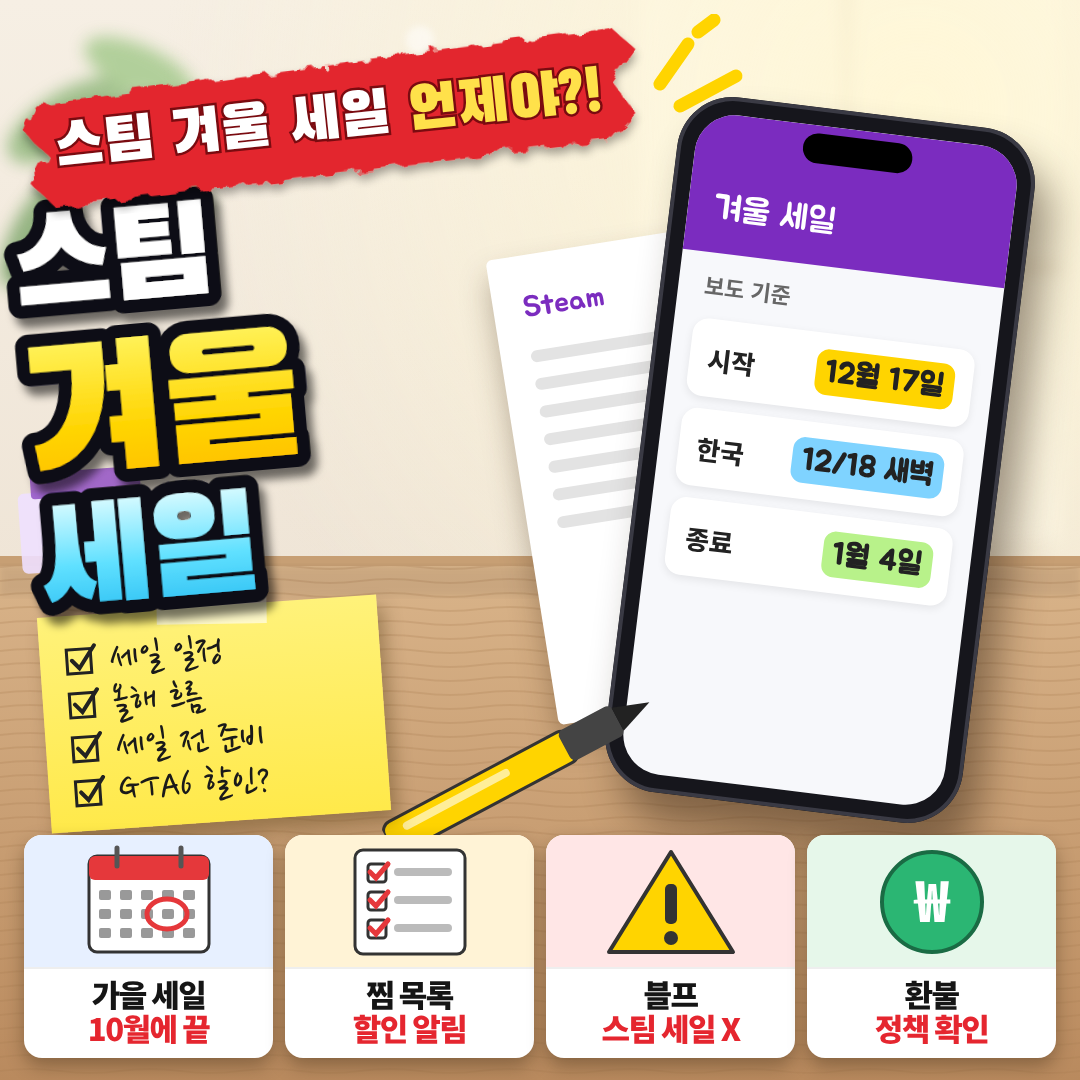 스팀 겨울 세일 언제야?!
스팀
겨울
세일
Steam
겨울 세일
보도 기준
시작 12월 17일
한국 12/18 새벽
종료 1월 4일
세일 일정
올해 흐름
세일 전 준비
GTA6 할인?
가을 세일
10월에 끝
찜 목록
할인 알림
블프
스팀 세일 X
₩
환불
정책 확인